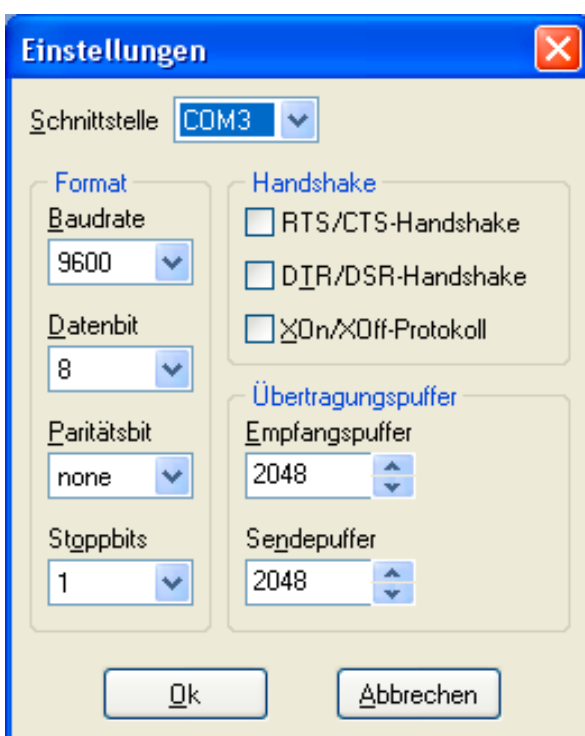 Einstellungen
Schnittstelle COM3
Format
Baudrate
9600
Datenbit
8
Paritätsbit
none
Stoppbits
1
Handshake
RTS/CTS-Handshake
DTR/DSR-Handshake
XOn/XOff-Protokoll
Übertragungspuffer
Empfangspuffer
2048
Sendepuffer
2048
Ok
Abbrechen